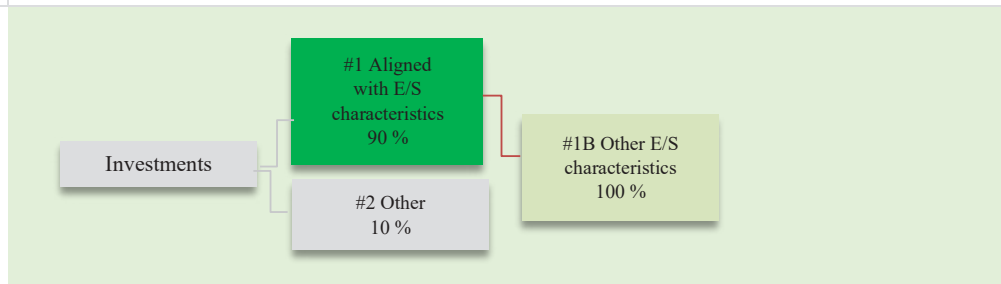 Investments
#1 Aligned
with E/S
characteristics
90 %
#2 Other
10 %
#1B Other E/S
characteristics
100 %